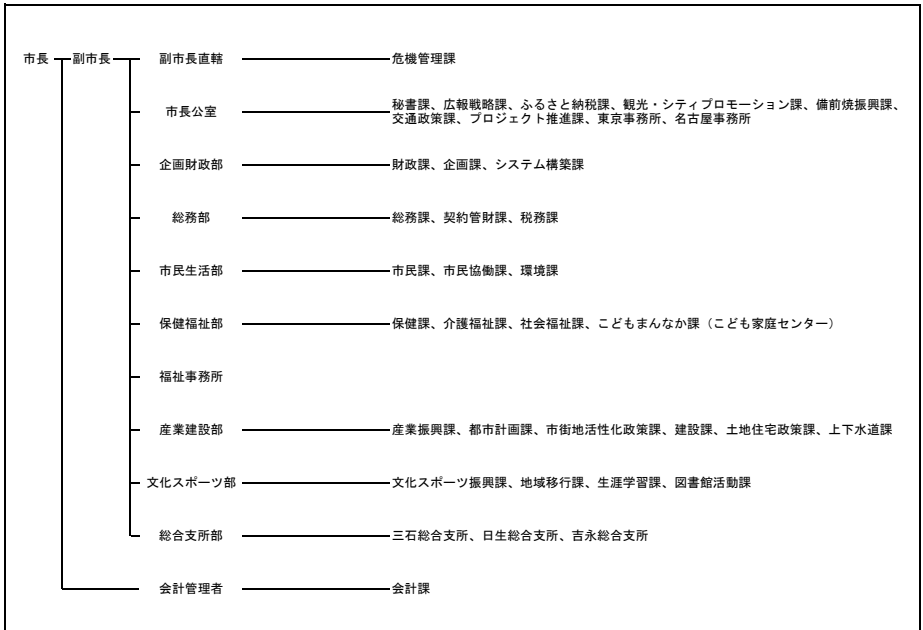 市長 副市長 副市長直轄 危機管理課
市長公室 秘書課、広報戦略課、ふるさと納税課、観光・シティプロモーション課、備前焼振興課、
交通政策課、プロジェクト推進課、東京事務所、名古屋事務所
企画財政部 財政課、企画課、システム構築課
総務部 総務課、契約管財課、税務課
市民生活部 市民課、市民協働課、環境課
保健福祉部 保健課、介護福祉課、社会福祉課、こどもまんなか課（こども家庭センター）
福祉事務所
産業建設部 産業振興課、都市計画課、市街地活性化政策課、建設課、土地住宅政策課、上下水道課
文化スポーツ部 文化スポーツ振興課、地域移行課、生涯学習課、図書館活動課
総合支所部 三石総合支所、日生総合支所、吉永総合支所
会計管理者 会計課